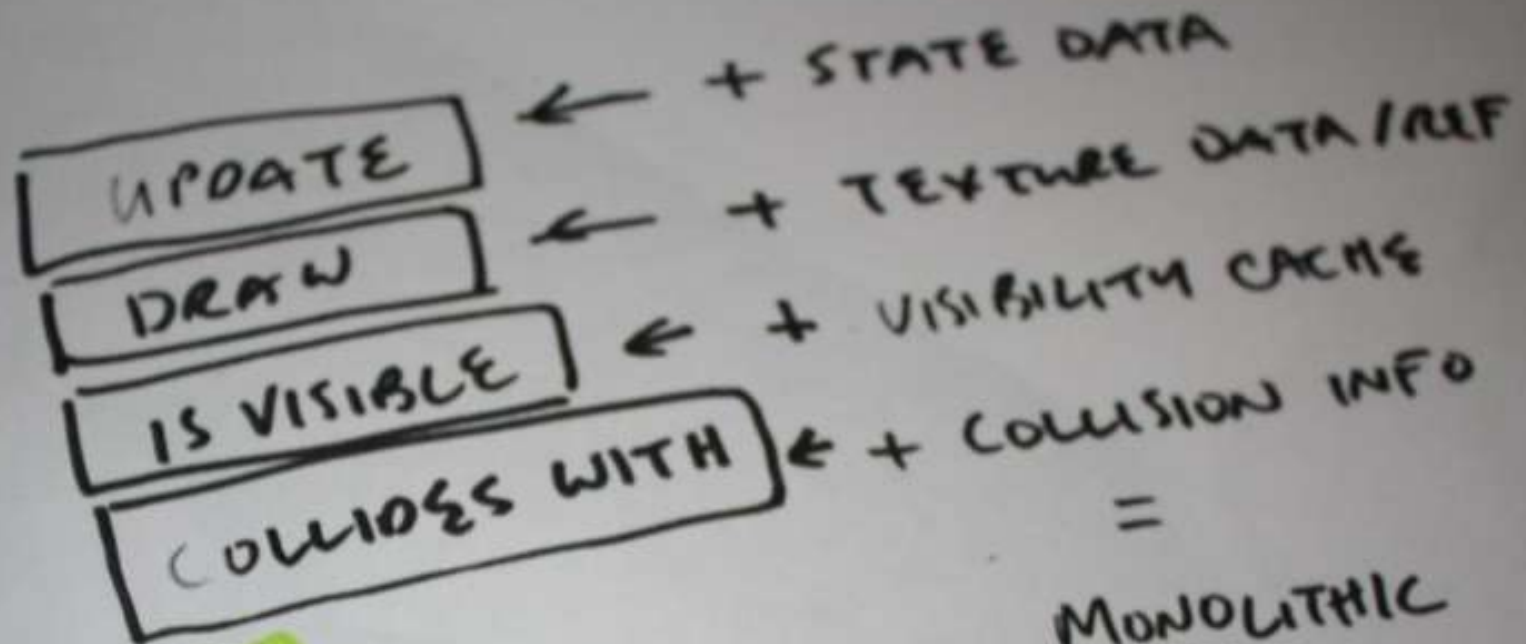 UPDATE ← + STATE DATA
DRAW ← + TEXTURE DATA/REF
IS VISIBLE ← + VISIBILITY CACHE
COLLIDES WITH ← + COLLISION INFO
=
MONOLITHIC